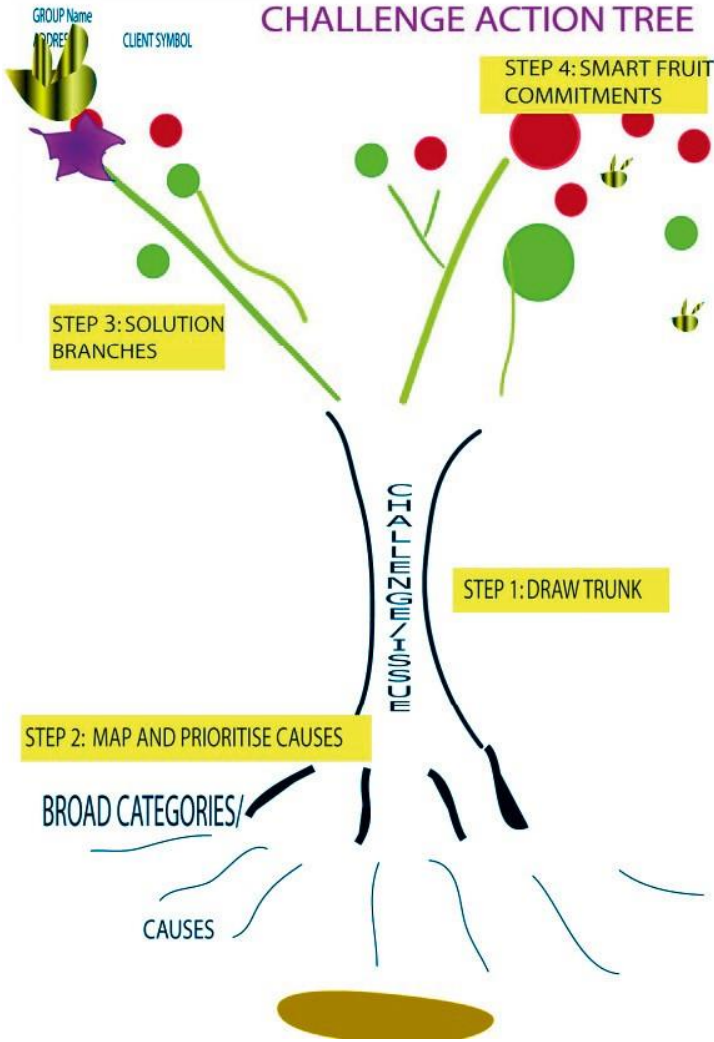 GROUP Name
CHALLENGE ACTION TREE
ADDRESS
CLIENT SYMBOL
STEP 4: SMART FRUIT
COMMITMENTS
STEP 3: SOLUTION
BRANCHES
CHALLENGE/ISSUE
STEP 1: DRAW TRUNK
STEP 2: MAP AND PRIORITISE CAUSES
BROAD CATEGORIES/
CAUSES